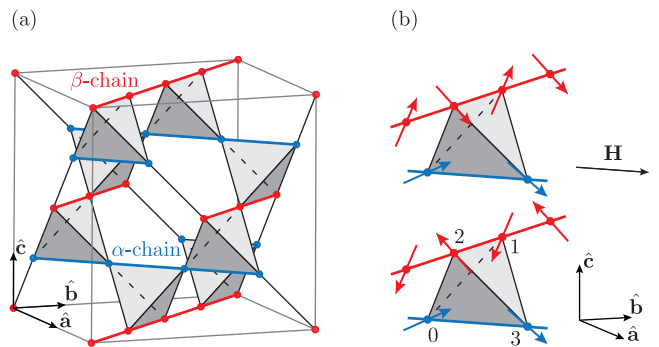 (a)
(b)
β-chain
α-chain
ĉ
b̂
â
H
2
1
0
3
ĉ
b̂
â